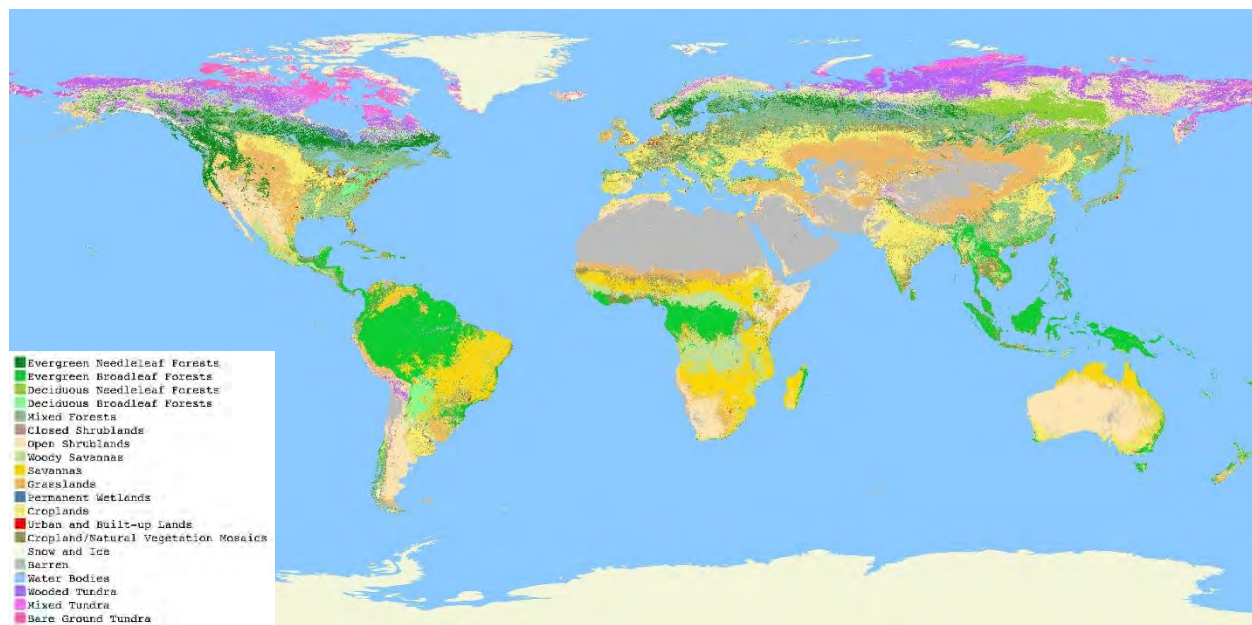 Evergreen Needleleaf Forests
Evergreen Broadleaf Forests
Deciduous Needleleaf Forests
Deciduous Broadleaf Forests
Mixed Forests
Closed Shrublands
Open Shrublands
Woody Savannas
Savannas
Grasslands
Permanent Wetlands
Croplands
Urban and Built-up Lands
Cropland/Natural Vegetation Mosaics
Snow and Ice
Barren
Water Bodies
Wooded Tundra
Mixed Tundra
Bare Ground Tundra